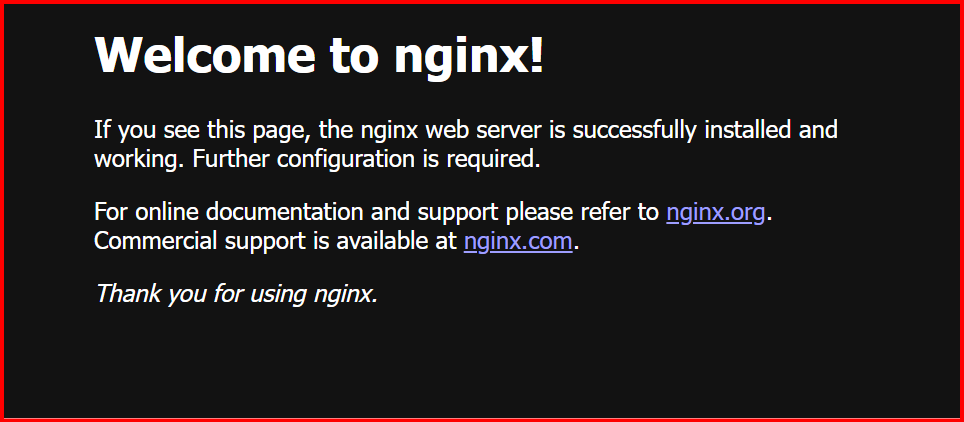 Welcome to nginx!
If you see this page, the nginx web server is successfully installed and
working. Further configuration is required.
For online documentation and support please refer to nginx.org.
Commercial support is available at nginx.com.
Thank you for using nginx.